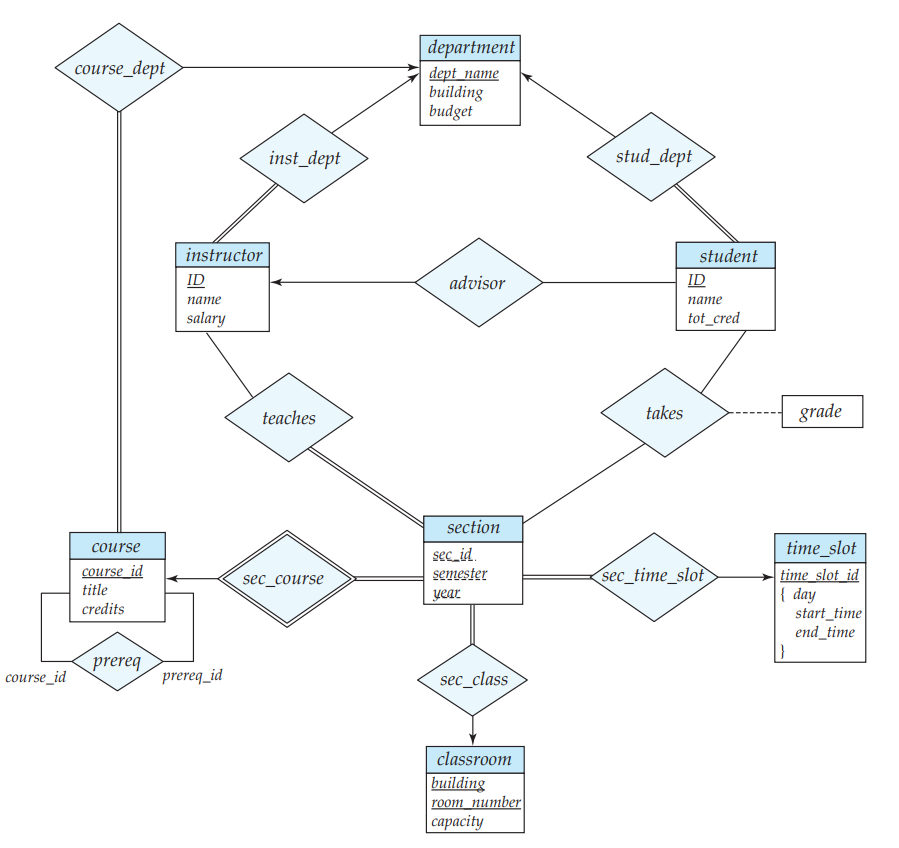 department
course_dept
dept_name
building
budget
inst_dept
stud_dept
instructor
ID
name
salary
advisor
student
ID
name
tot_cred
teaches
takes
grade
section
sec_id
semester
year
course
course_id
title
credits
sec_course
sec_time_slot
time_slot
time_slot_id
{ day
start_time
end_time
}
prereq
course_id
prereq_id
sec_class
classroom
building
room_number
capacity